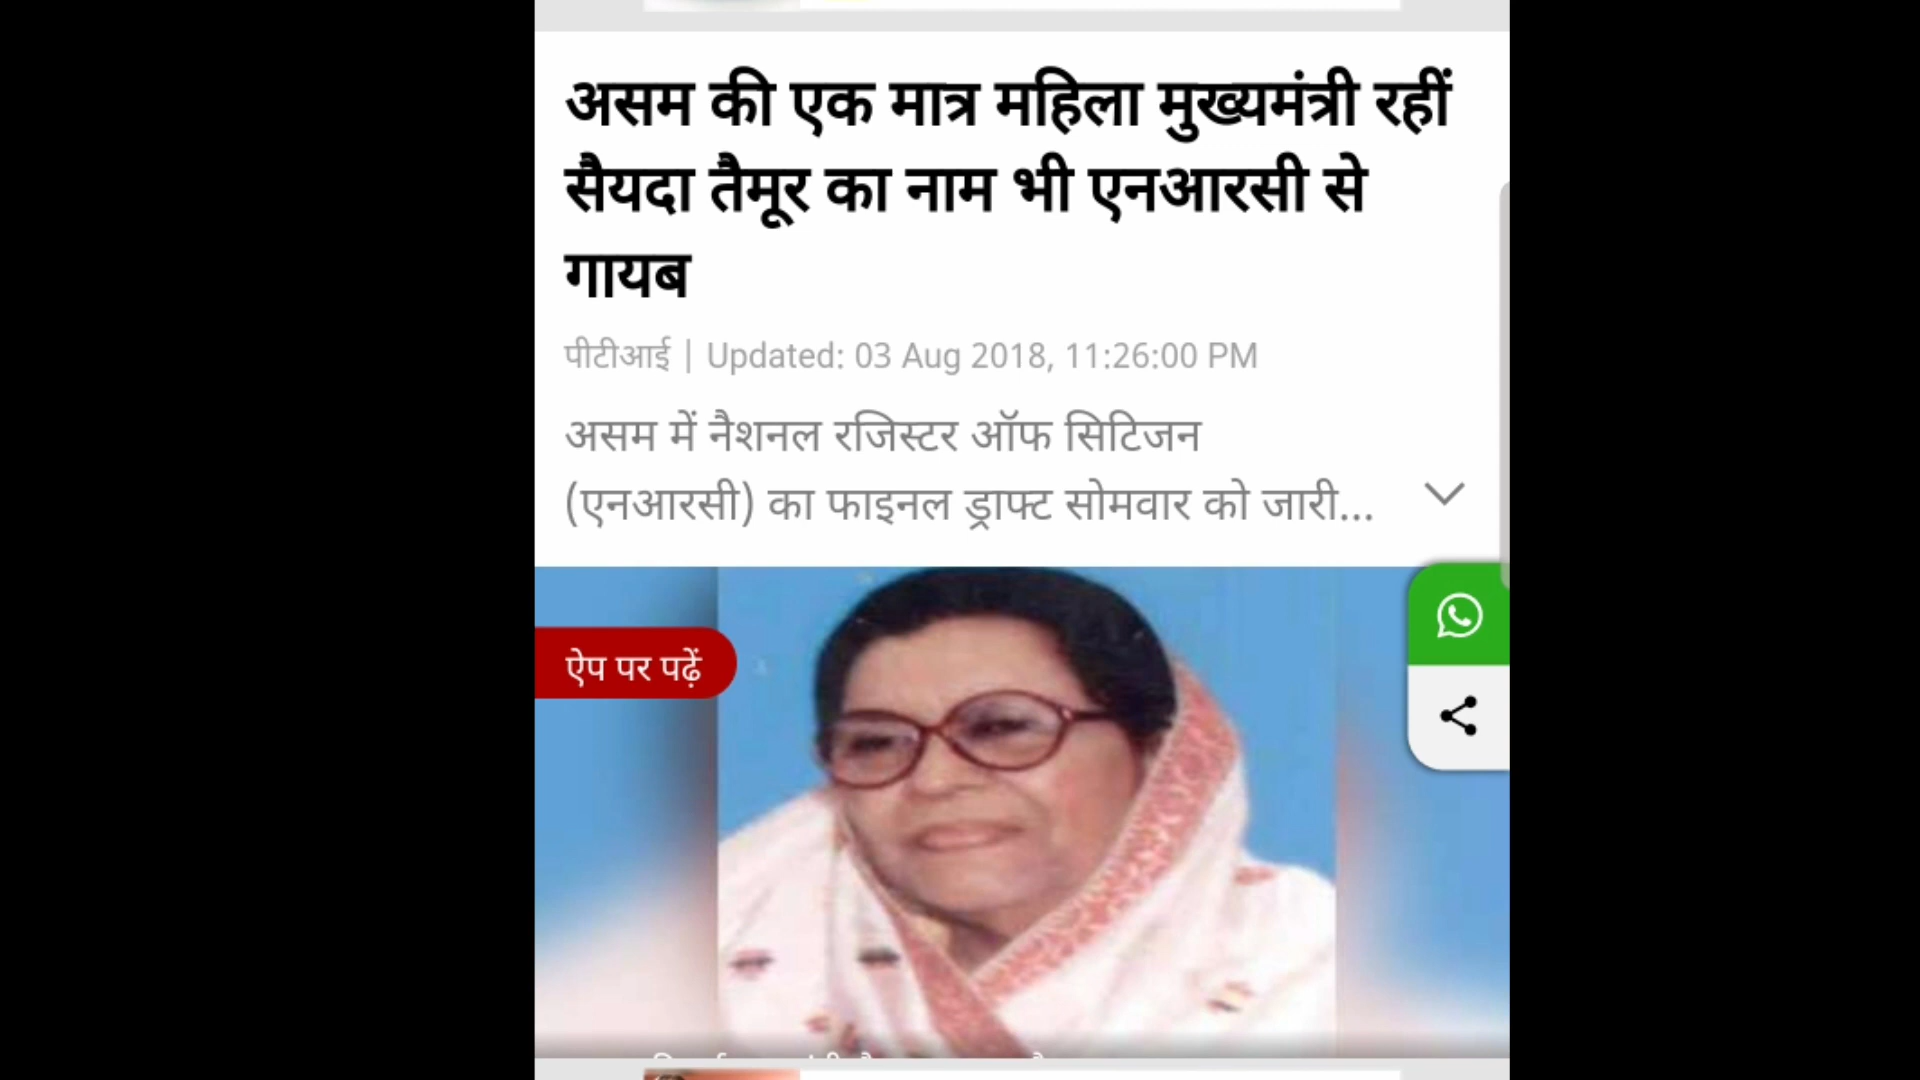 असम की एक मात्र महिला मुख्यमंत्री रहीं
सैयदा तैमूर का नाम भी एनआरसी से
गायब
पीटीआई | Updated: 03 Aug 2018, 11:26:00 PM
असम में नैशनल रजिस्टर ऑफ सिटिजन
(एनआरसी) का फाइनल ड्राफ्ट सोमवार को जारी...
ऐप पर पढ़ें